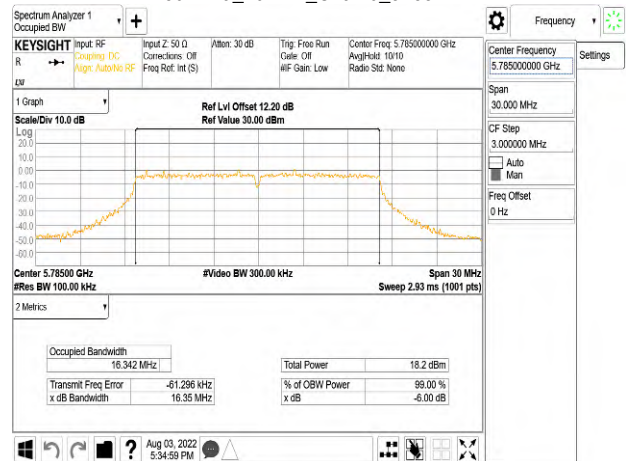 Spectrum Analyzer 1
Occupied BW
Frequency
KEYSIGHT
Input: RF
Coupling: DC
Align: Auto/No RF
Input Z: 50 Ω
Corrections: Off
Freq Ref: Int (S)
Atten: 30 dB
Trig: Free Run
Gate: Off
#IF Gain: Low
Center Freq: 5.785000000 GHz
Avg|Hold: 10/10
Radio Std: None
R
Center Frequency
5.785000000 GHz
Settings
Span
30.000 MHz
CF Step
3.000000 MHz
Auto
Man
Freq Offset
0 Hz
1 Graph
Scale/Div 10.0 dB
Ref Lvl Offset 12.20 dB
Ref Value 30.00 dBm
Log
20.0
10.0
0.00
-10.0
-20.0
-30.0
-40.0
-50.0
-60.0
Center 5.78500 GHz
#Res BW 100.00 kHz
#Video BW 300.00 kHz
Span 30 MHz
Sweep 2.93 ms (1001 pts)
2 Metrics
Occupied Bandwidth
16.342 MHz
Total Power 18.2 dBm
Transmit Freq Error -61.296 kHz
% of OBW Power 99.00 %
x dB Bandwidth 16.35 MHz
x dB -6.00 dB
?
Aug 03, 2022
5:34:59 PM